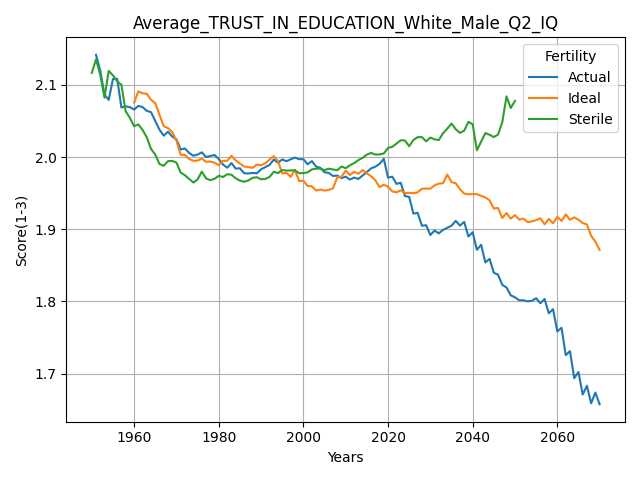 Average_TRUST_IN_EDUCATION_White_Male_Q2_IQ
Fertility
Actual
Ideal
Sterile
Score(1-3)
2.1
2.0
1.9
1.8
1.7
1960 1980 2000 2020 2040 2060
Years